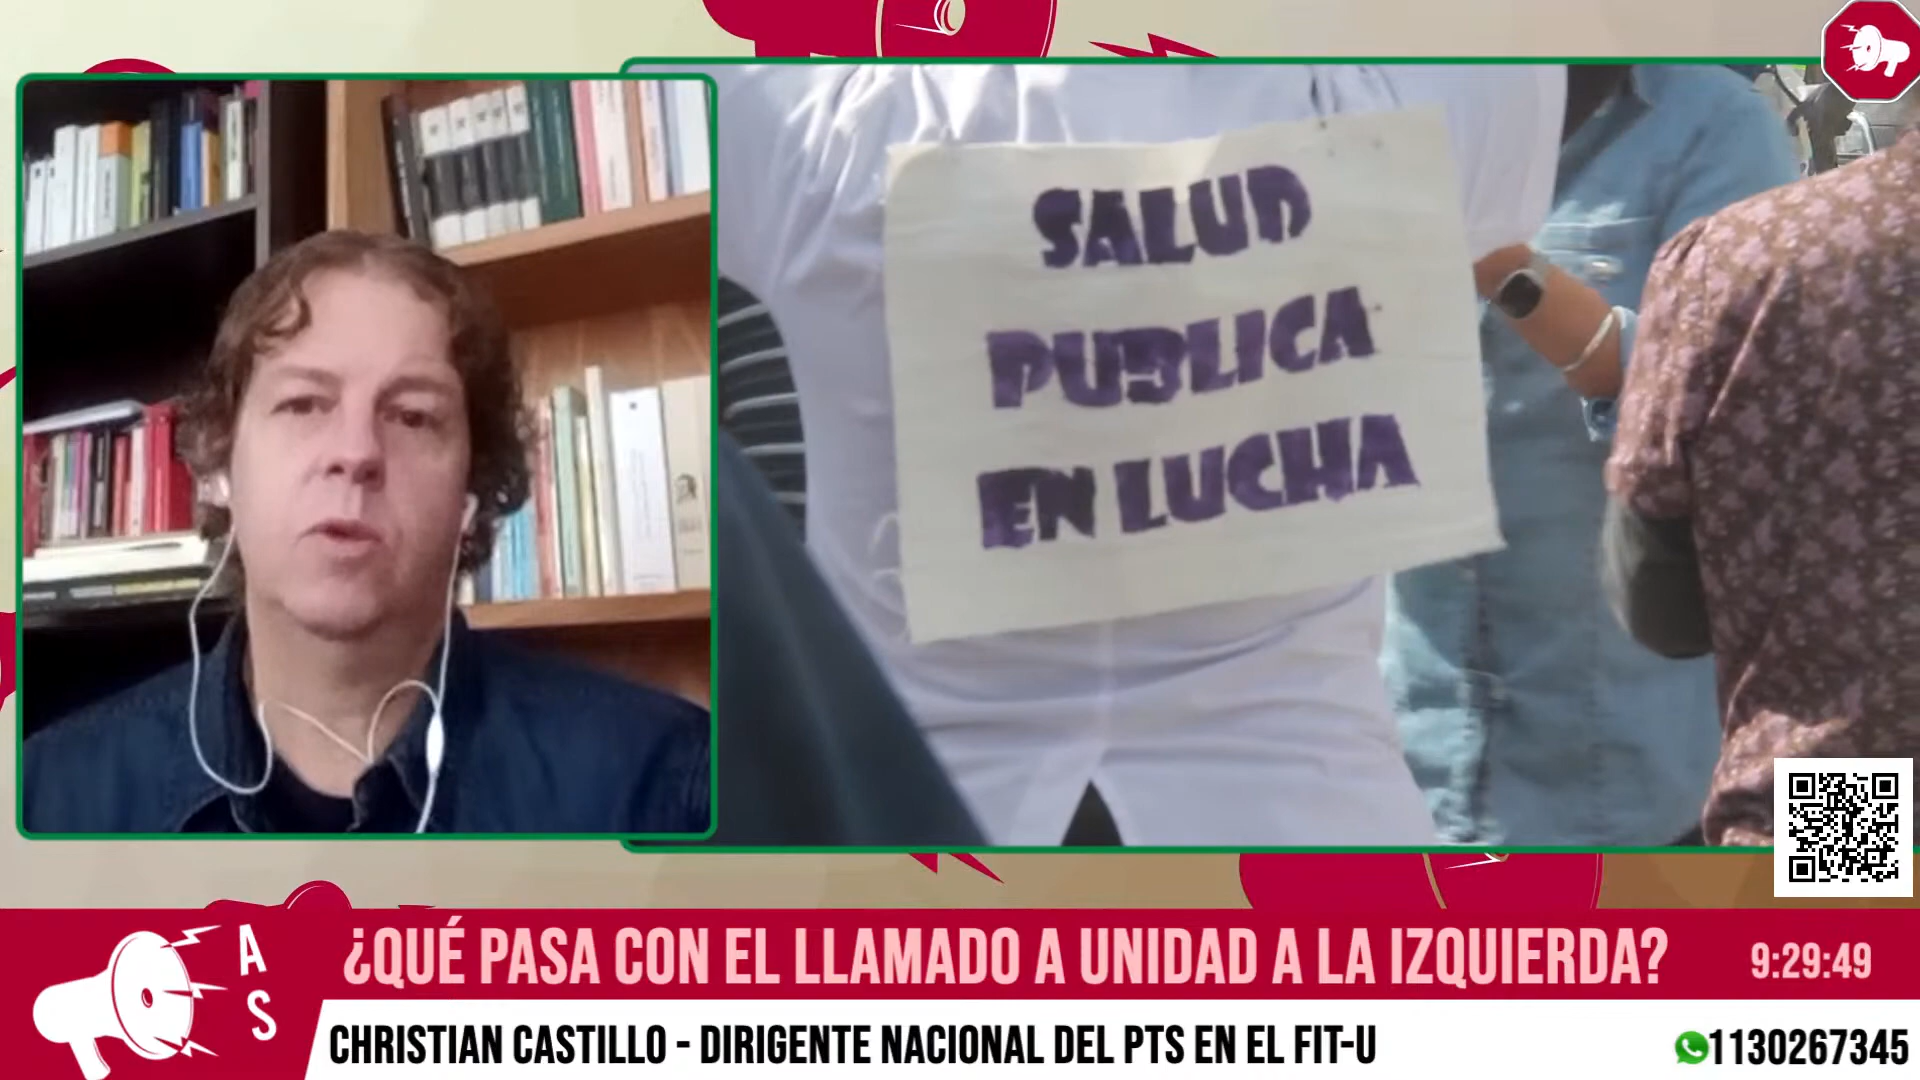 SALUD
PUBLICA
EN LUCHA
A
S
¿QUÉ PASA CON EL LLAMADO A UNIDAD A LA IZQUIERDA?
9:29:49
CHRISTIAN CASTILLO - DIRIGENTE NACIONAL DEL PTS EN EL FIT-U
1130267345